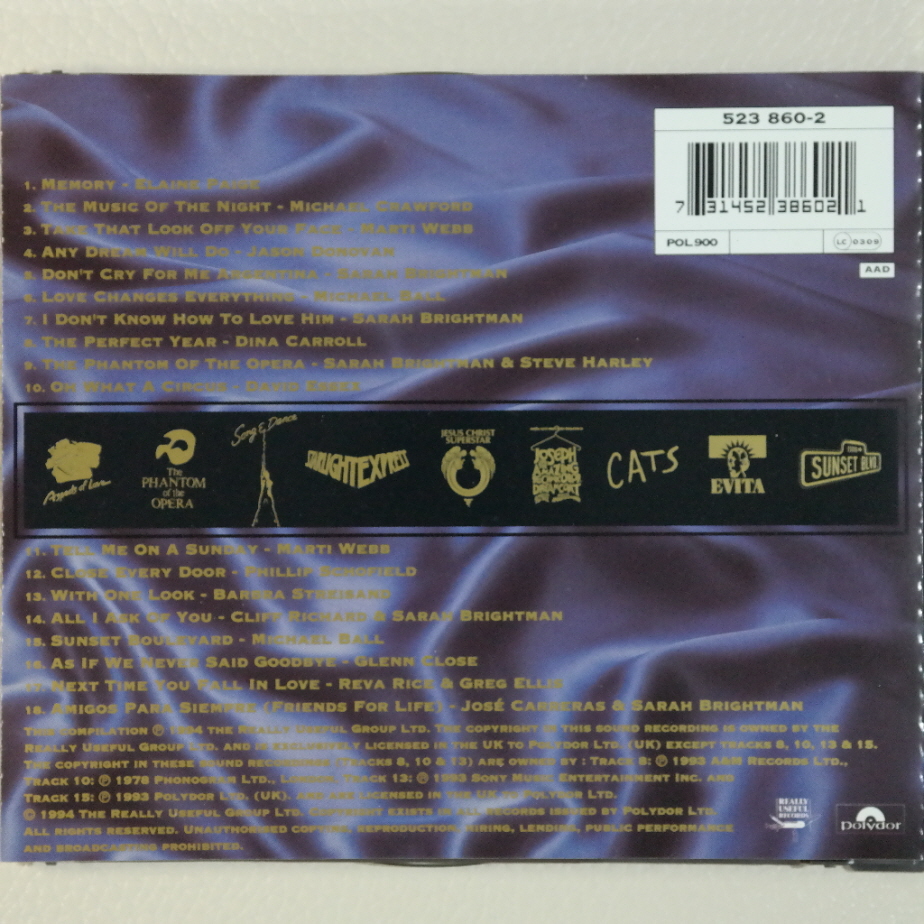 523 860-2
7 31452 38602 1
POL 900
LC 0309
AAD
1. MEMORY - ELAINE PAIGE
2. THE MUSIC OF THE NIGHT - MICHAEL CRAWFORD
3. TAKE THAT LOOK OFF YOUR FACE - MARTI WEBB
4. ANY DREAM WILL DO - JASON DONOVAN
5. DON'T CRY FOR ME ARGENTINA - SARAH BRIGHTMAN
6. LOVE CHANGES EVERYTHING - MICHAEL BALL
7. I DON'T KNOW HOW TO LOVE HIM - SARAH BRIGHTMAN
8. THE PERFECT YEAR - DINA CARROLL
9. THE PHANTOM OF THE OPERA - SARAH BRIGHTMAN & STEVE HARLEY
10. OH WHAT A CIRCUS - DAVID ESSEX
Aspects of Love
The
PHANTOM
of the
OPERA
Song & Dance
STARLIGHT EXPRESS
JESUS CHRIST
SUPERSTAR
JOSEPH
AMAZING
TECHNICOLOR
DREAMCOAT
CATS
EVITA
SUNSET BLVD
11. TELL ME ON A SUNDAY - MARTI WEBB
12. CLOSE EVERY DOOR - PHILLIP SCHOFIELD
13. WITH ONE LOOK - BARBRA STREISAND
14. ALL I ASK OF YOU - CLIFF RICHARD & SARAH BRIGHTMAN
15. SUNSET BOULEVARD - MICHAEL BALL
16. AS IF WE NEVER SAID GOODBYE - GLENN CLOSE
17. NEXT TIME YOU FALL IN LOVE - REVA RICE & GREG ELLIS
18. AMIGOS PARA SIEMPRE (FRIENDS FOR LIFE) - JOSÉ CARRERAS & SARAH BRIGHTMAN
THIS COMPILATION ℗ 1994 THE REALLY USEFUL GROUP LTD. THE COPYRIGHT IN THIS SOUND RECORDING IS OWNED BY THE
REALLY USEFUL GROUP LTD. AND IS EXCLUSIVELY LICENSED IN THE UK TO POLYDOR LTD. (UK) EXCEPT TRACKS 8, 10, 13 & 15.
THE COPYRIGHT IN THESE SOUND RECORDINGS (TRACKS 8, 10 & 13) ARE OWNED BY : TRACK 8: ℗ 1993 A&M RECORDS LTD.,
TRACK 10: ℗ 1978 PHONOGRAM LTD., LONDON. TRACK 13: ℗ 1993 SONY MUSIC ENTERTAINMENT INC. AND
TRACK 15: ℗ 1993 POLYDOR LTD. (UK). AND ARE LICENSED IN THE UK TO POLYDOR LTD.
© 1994 THE REALLY USEFUL GROUP LTD. COPYRIGHT EXISTS IN ALL RECORDS ISSUED BY POLYDOR LTD.
ALL RIGHTS RESERVED. UNAUTHORISED COPYING, REPRODUCTION, HIRING, LENDING, PUBLIC PERFORMANCE
AND BROADCASTING PROHIBITED.
REALLY
USEFUL
RECORDS
polydor